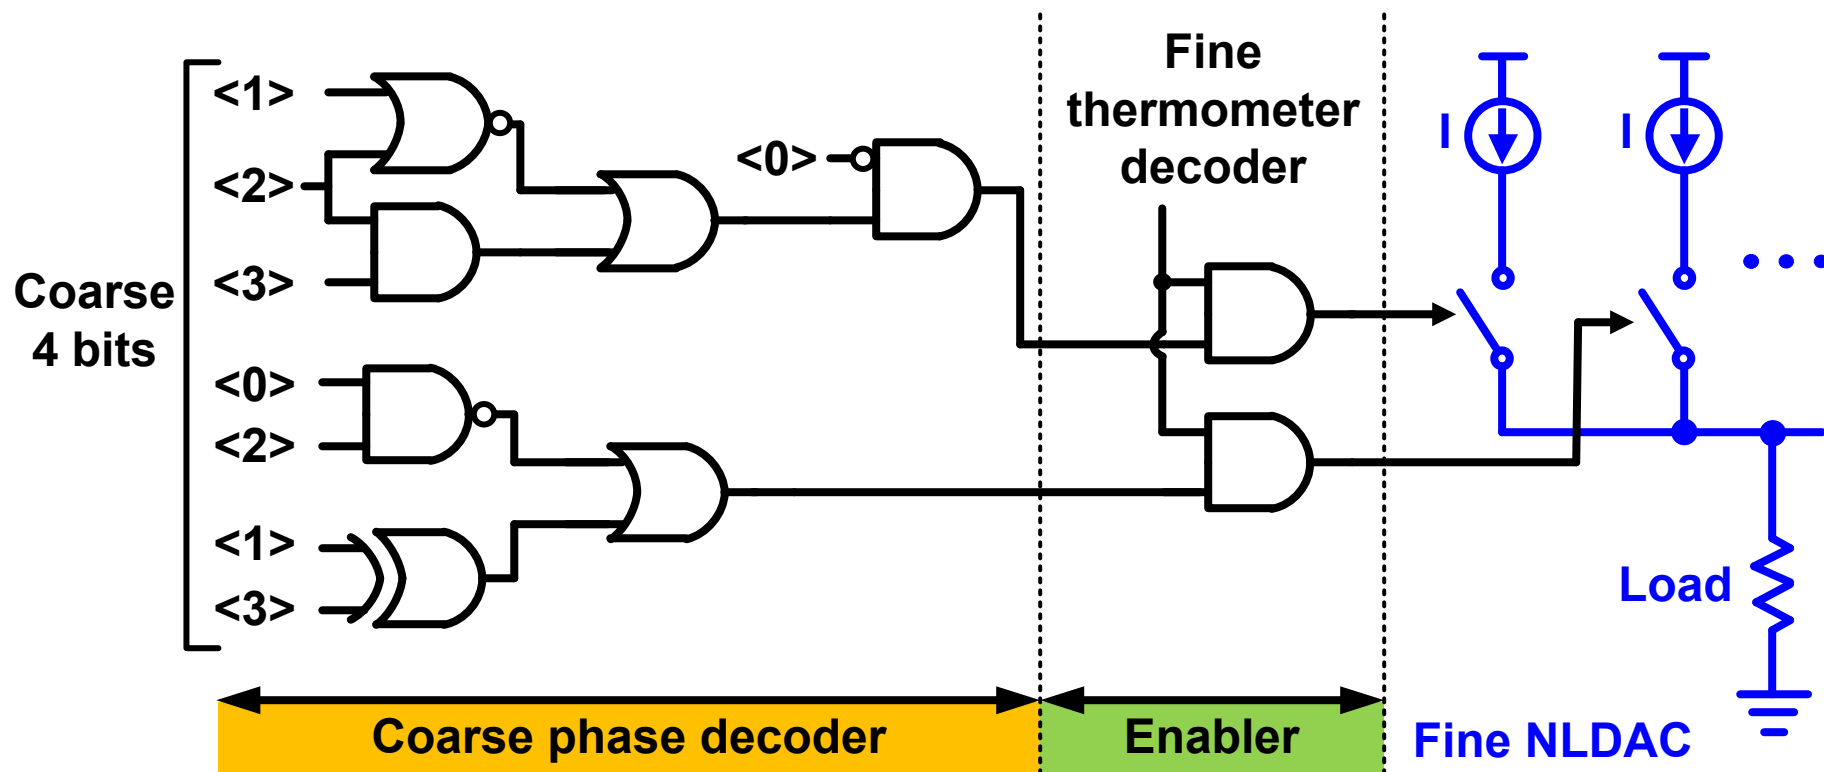 Fine
thermometer
decoder
<1>
<2>
<3>
<0>
Coarse
4 bits
<0>
<2>
<1>
<3>
I
I
Load
Coarse phase decoder
Enabler
Fine NLDAC